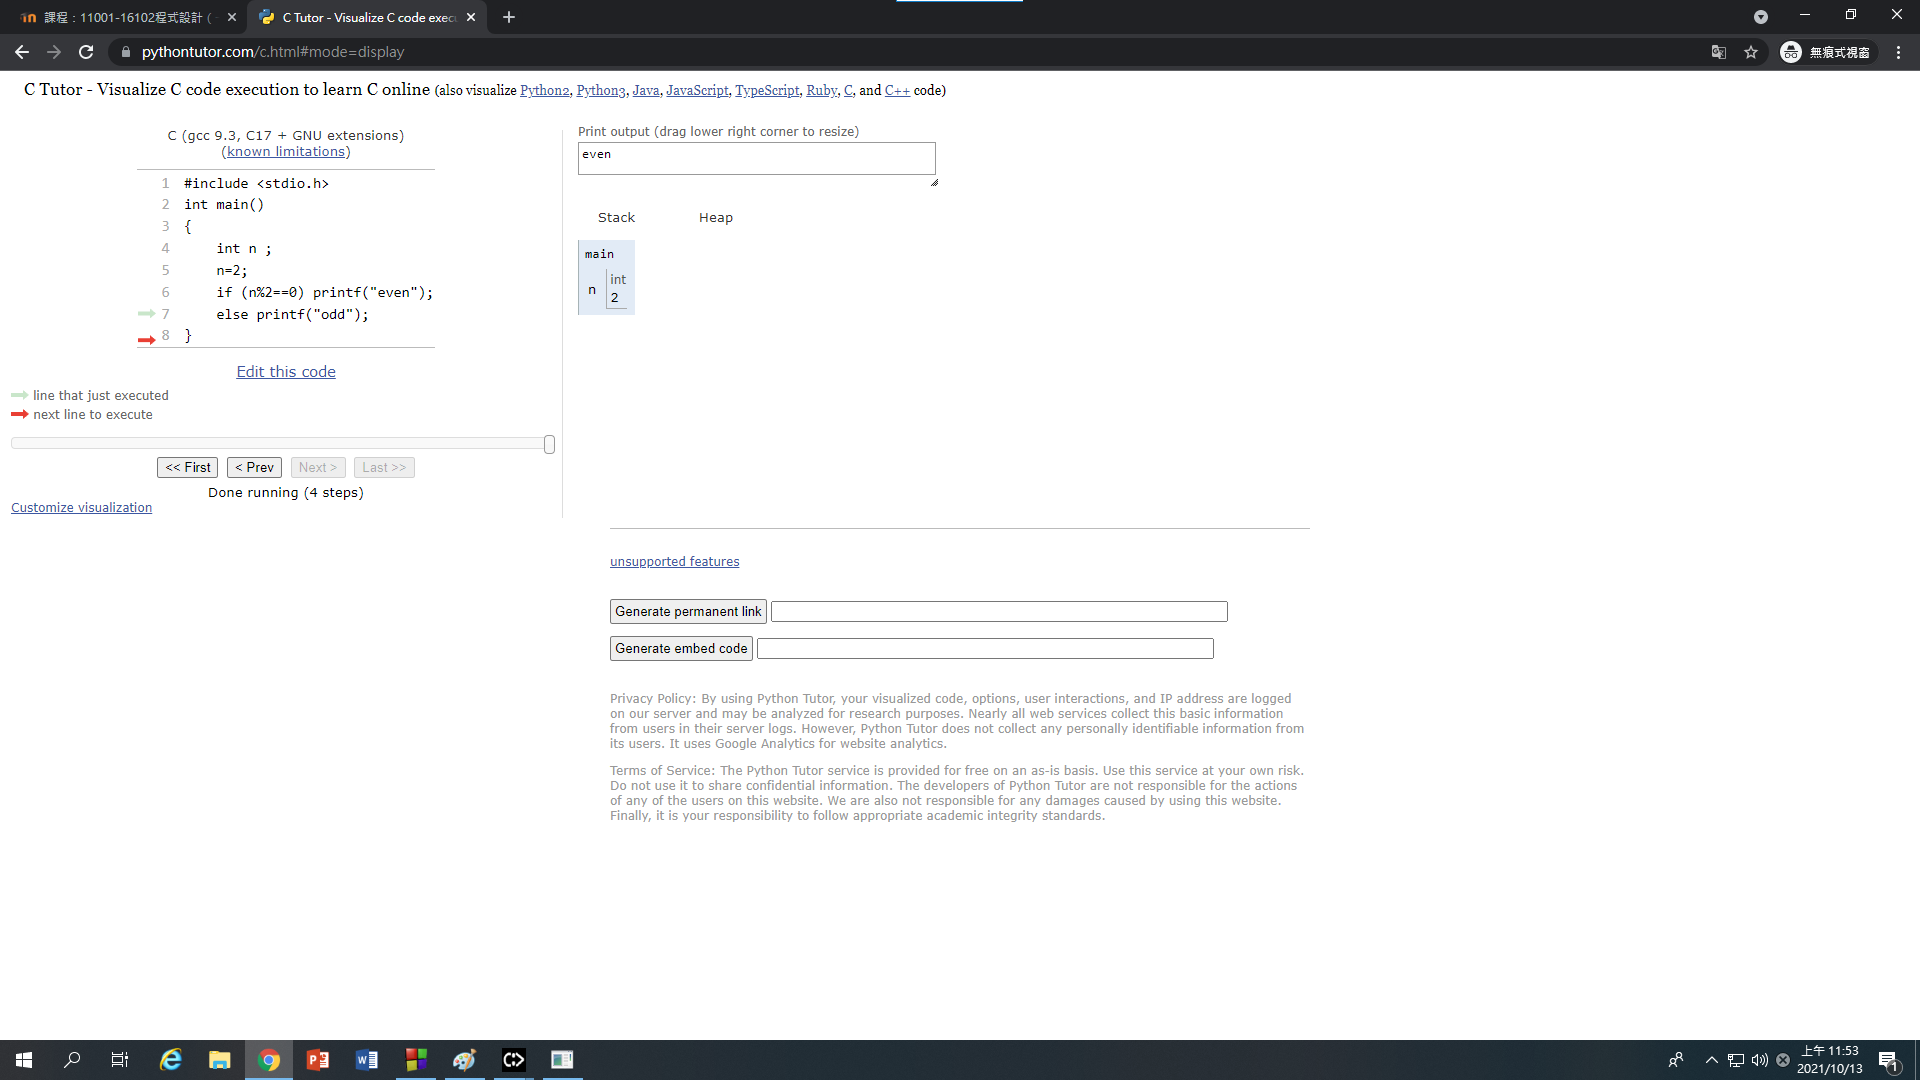 課程：11001-16102程式設計 (
C Tutor - Visualize C code exec
pythontutor.com/c.html#mode=display
無痕式視窗
C Tutor - Visualize C code execution to learn C online (also visualize Python2, Python3, Java, JavaScript, TypeScript, Ruby, C, and C++ code)
C (gcc 9.3, C17 + GNU extensions)
(known limitations)
1 #include <stdio.h>
2 int main()
3 {
4     int n ;
5     n=2;
6     if (n%2==0) printf("even");
7     else printf("odd");
8 }
Edit this code
line that just executed
next line to execute
<< First
< Prev
Next >
Last >>
Done running (4 steps)
Customize visualization
Print output (drag lower right corner to resize)
even
Stack
Heap
main
n
int
2
unsupported features
Generate permanent link
Generate embed code
Privacy Policy: By using Python Tutor, your visualized code, options, user interactions, and IP address are logged
on our server and may be analyzed for research purposes. Nearly all web services collect this basic information
from users in their server logs. However, Python Tutor does not collect any personally identifiable information from
its users. It uses Google Analytics for website analytics.
Terms of Service: The Python Tutor service is provided for free on an as-is basis. Use this service at your own risk.
Do not use it to share confidential information. The developers of Python Tutor are not responsible for the actions
of any of the users on this website. We are also not responsible for any damages caused by using this website.
Finally, it is your responsibility to follow appropriate academic integrity standards.
上午 11:53
2021/10/13
1